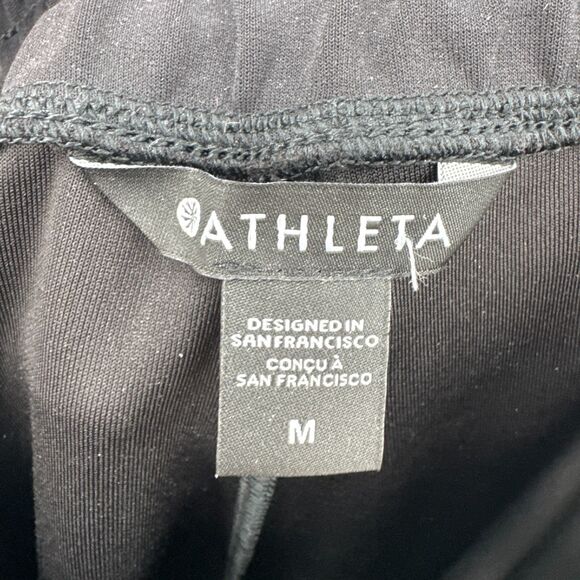 ATHLETA
DESIGNED IN
SAN FRANCISCO
CONÇU À
SAN FRANCISCO
M